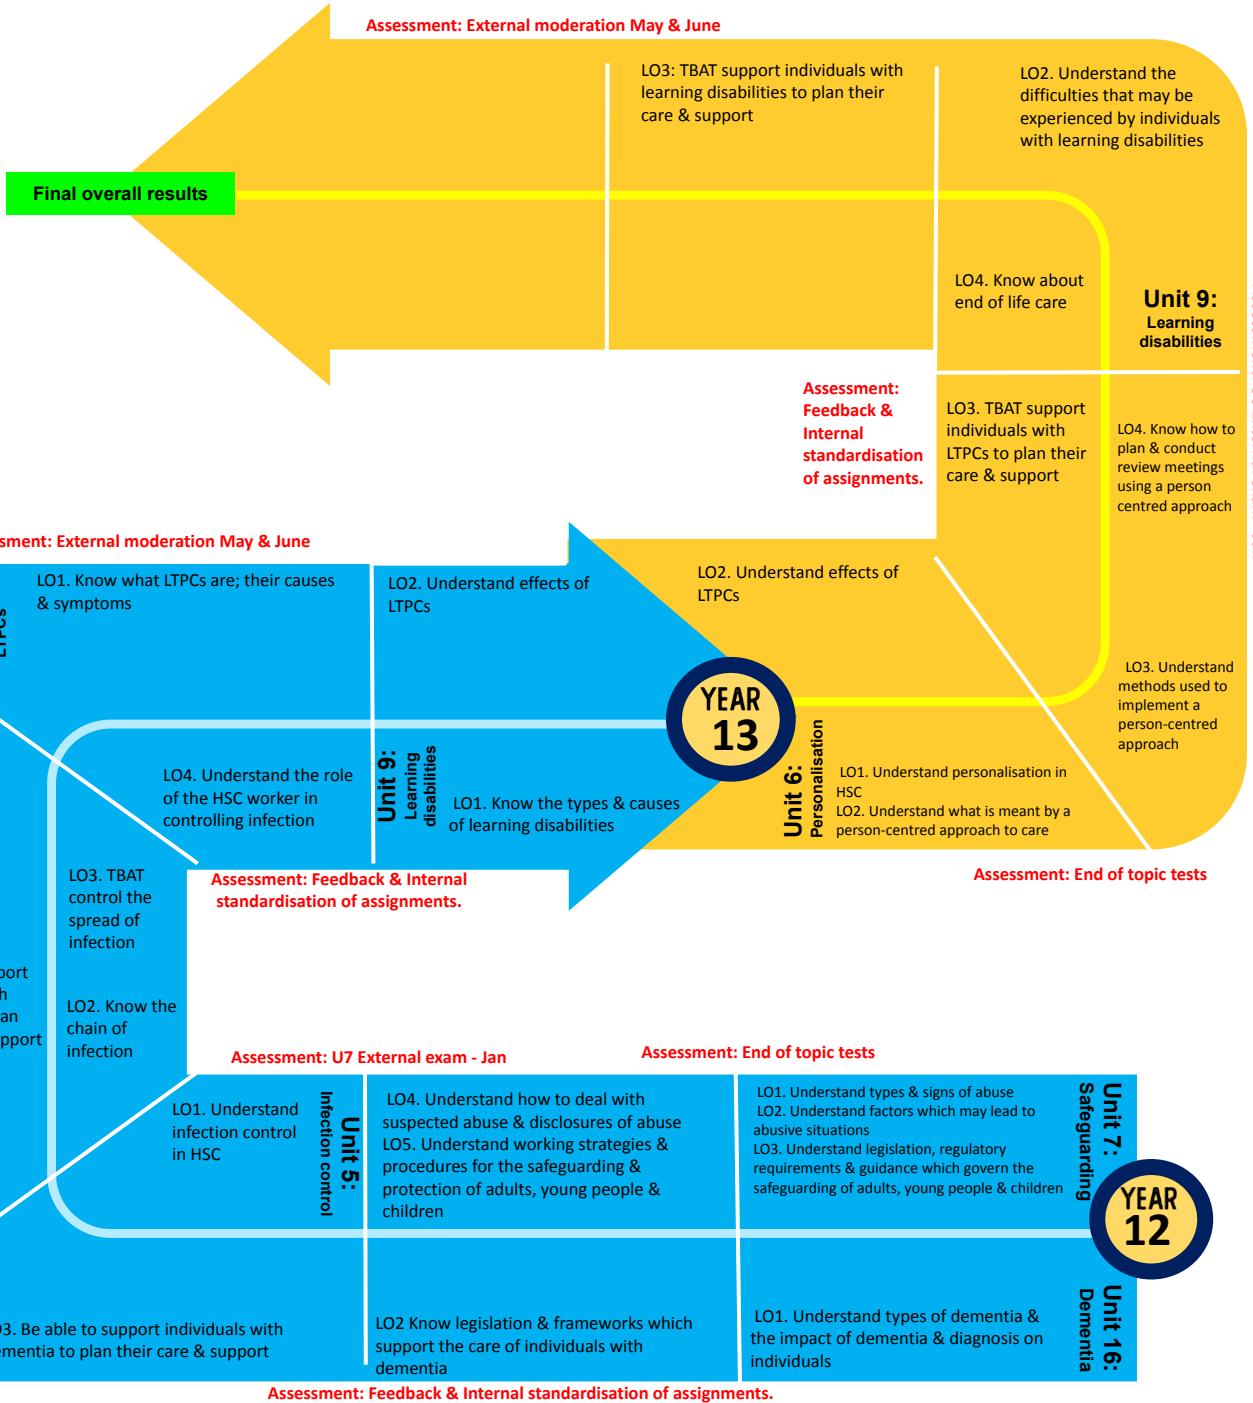 Assessment: External moderation May & June
LO3: TBAT support individuals with
learning disabilities to plan their
care & support
LO2. Understand the
difficulties that may be
experienced by individuals
with learning disabilities
Final overall results
LO4. Know about
end of life care
Unit 9:
Learning
disabilities
Assessment:
Feedback &
Internal
standardisation
of assignments.
LO3. TBAT support
individuals with
LTPCs to plan their
care & support
LO4. Know how to
plan & conduct
review meetings
using a person
centred approach
sment: External moderation May & June
LO1. Know what LTPCs are; their causes
& symptoms
LTPCs
LO2. Understand effects of
LTPCs
LO2. Understand effects of
LTPCs
LO3. Understand
methods used to
implement a
person-centred
approach
YEAR
13
LO4. Understand the role
of the HSC worker in
controlling infection
Unit 9:
Learning
disabilities
LO1. Know the types & causes
of learning disabilities
Unit 6:
Personalisation
LO1. Understand personalisation in
HSC
LO2. Understand what is meant by a
person-centred approach to care
Assessment: Feedback & Internal
standardisation of assignments.
Assessment: End of topic tests
LO3. TBAT
control the
spread of
infection
port
h
an
pport
LO2. Know the
chain of
infection
Assessment: U7 External exam - Jan
Assessment: End of topic tests
LO1. Understand
infection control
in HSC
Unit 5:
Infection control
LO4. Understand how to deal with
suspected abuse & disclosures of abuse
LO5. Understand working strategies &
procedures for the safeguarding &
protection of adults, young people &
children
LO1. Understand types & signs of abuse
LO2. Understand factors which may lead to
abusive situations
LO3. Understand legislation, regulatory
requirements & guidance which govern the
safeguarding of adults, young people & children
Unit 7:
Safeguarding
YEAR
12
3. Be able to support individuals with
ementia to plan their care & support
LO2 Know legislation & frameworks which
support the care of individuals with
dementia
LO1. Understand types of dementia &
the impact of dementia & diagnosis on
individuals
Unit 16:
Dementia
Assessment: Feedback & Internal standardisation of assignments.